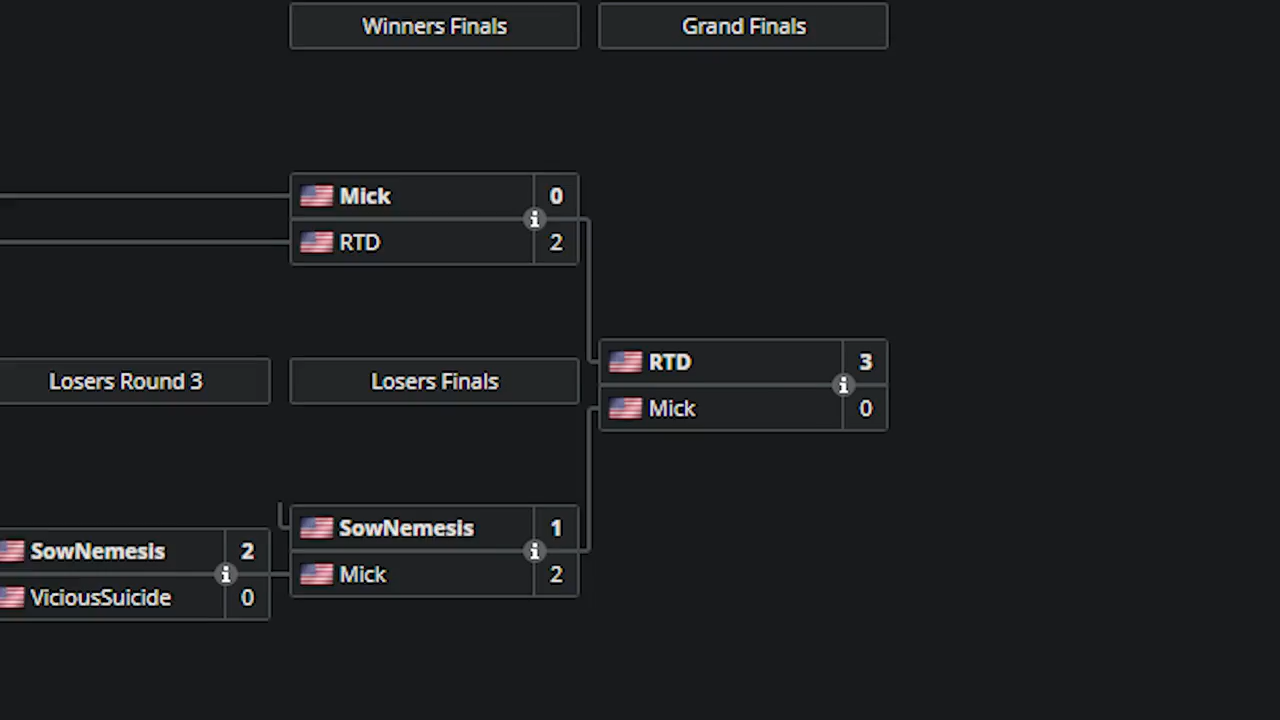 Winners Finals
Grand Finals
Mick 0
RTD 2
RTD 3
Mick 0
Losers Round 3
Losers Finals
SowNemesis 2
ViciousSuicide 0
SowNemesis 1
Mick 2